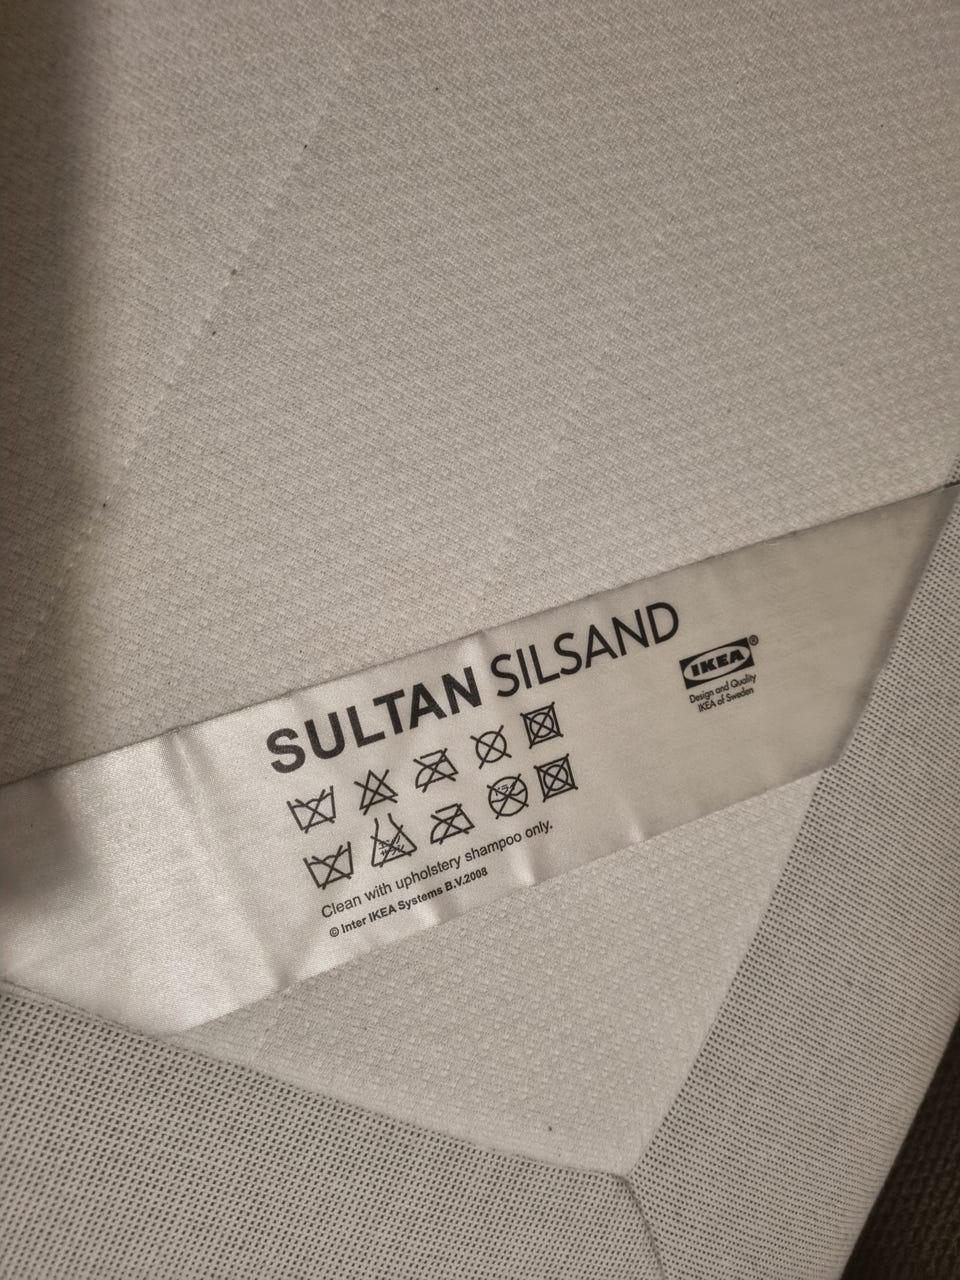 SULTAN SILSAND
IKEA®
Design and Quality
IKEA of Sweden
Clean with upholstery shampoo only.
© Inter IKEA Systems B.V.2008